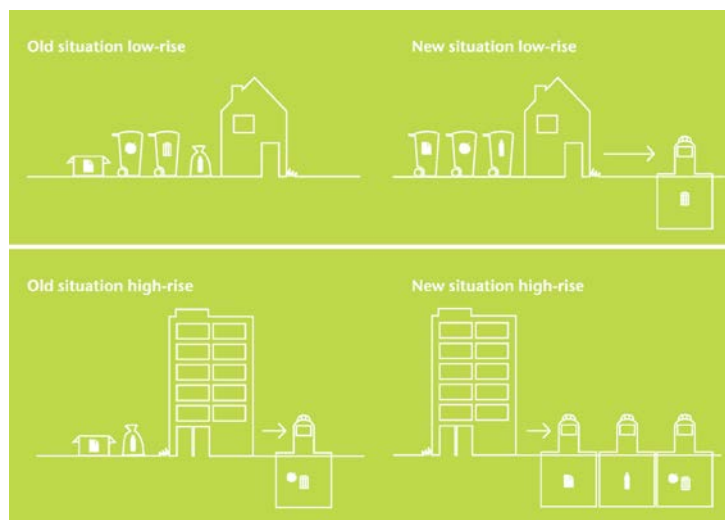 Old situation low-rise
New situation low-rise
Old situation high-rise
New situation high-rise